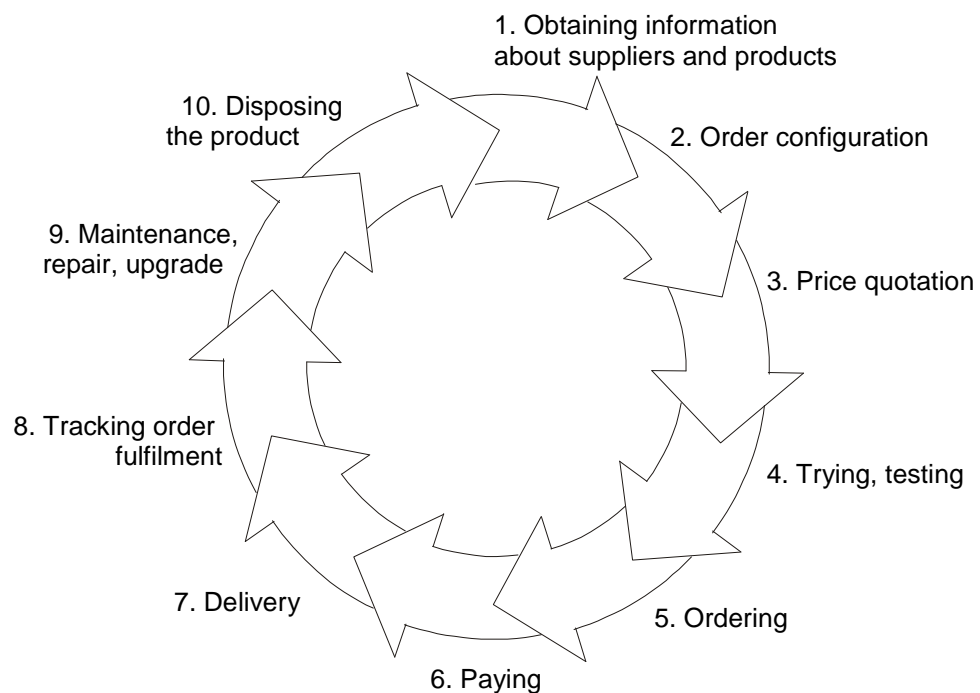 1. Obtaining information
about suppliers and products
2. Order configuration
3. Price quotation
4. Trying, testing
5. Ordering
6. Paying
7. Delivery
8. Tracking order
fulfilment
9. Maintenance,
repair, upgrade
10. Disposing
the product